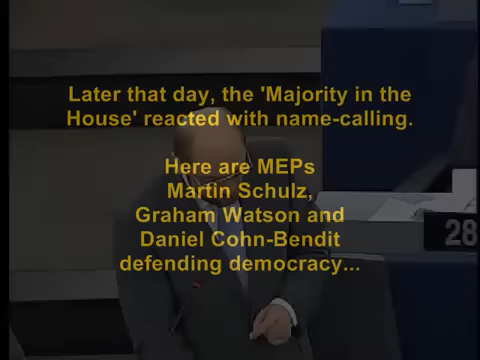 Later that day, the 'Majority in the
House' reacted with name-calling.
Here are MEPs
Martin Schulz,
Graham Watson and
Daniel Cohn-Bendit
defending democracy...
28